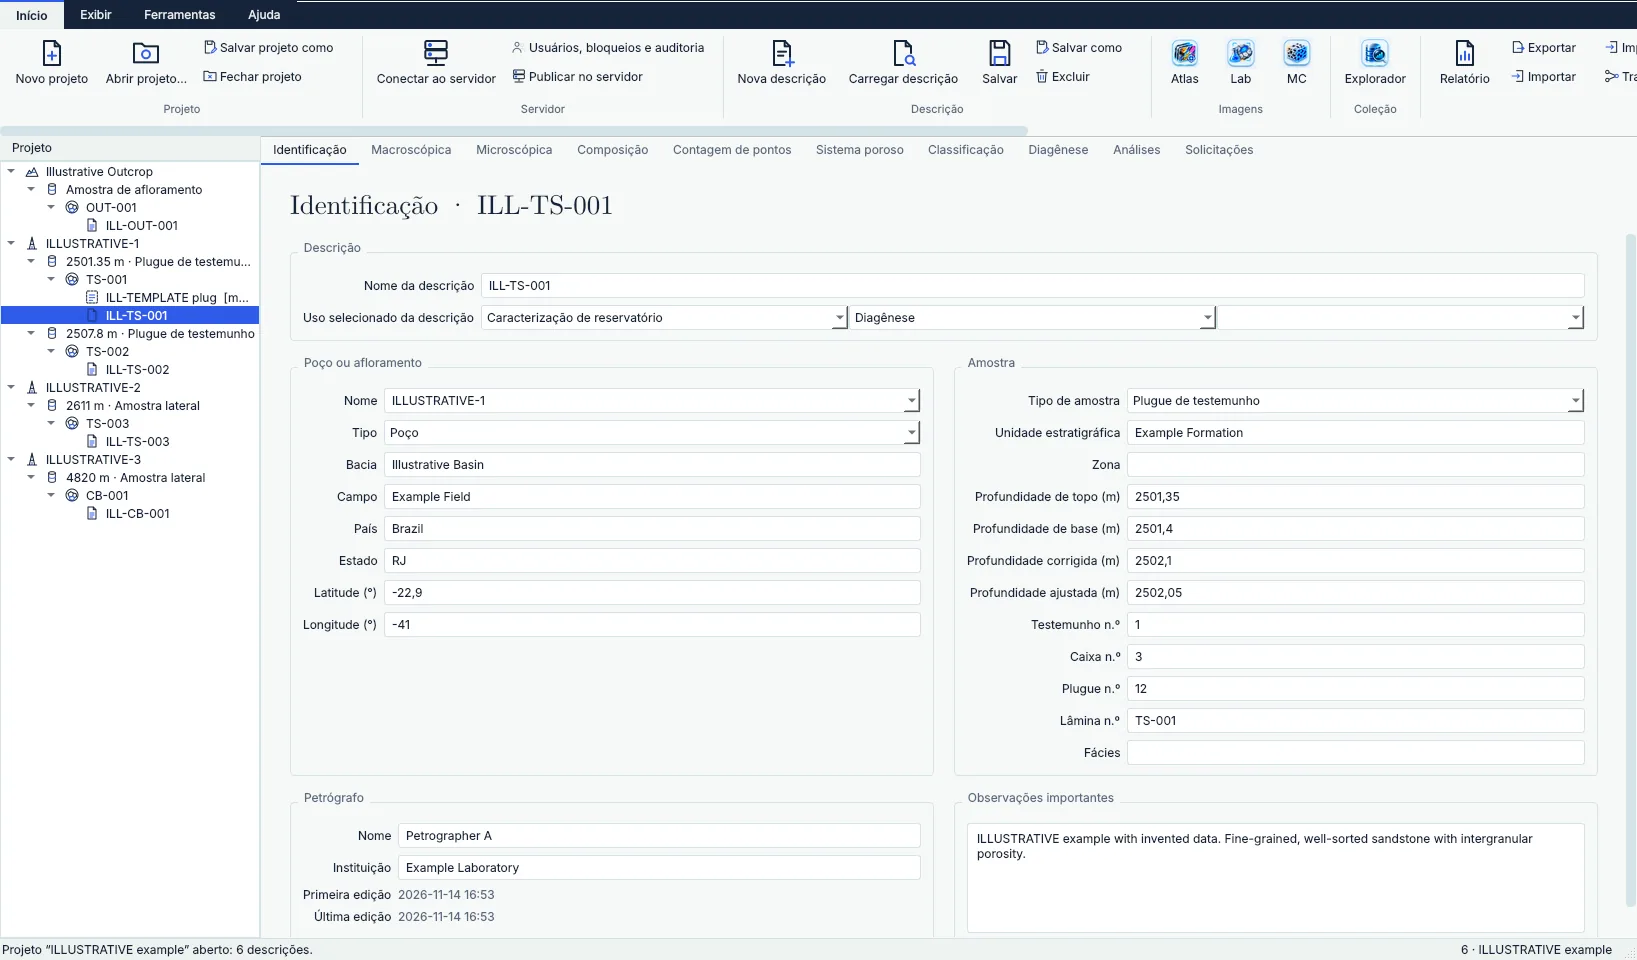 Início
Exibir
Ferramentas
Ajuda
Novo projeto
Abrir projeto...
Salvar projeto como
Fechar projeto
Projeto
Conectar ao servidor
Usuários, bloqueios e auditoria
Publicar no servidor
Servidor
Nova descrição
Carregar descrição
Salvar
Salvar como
Excluir
Descrição
Atlas
Lab
MC
Imagens
Explorador
Coleção
Relatório
Exportar
Importar
Projeto
Illustrative Outcrop
Amostra de afloramento
OUT-001
ILL-OUT-001
ILLUSTRATIVE-1
2501.35 m · Plugue de testemu...
TS-001
ILL-TEMPLATE plug [m...
ILL-TS-001
2507.8 m · Plugue de testemunho
TS-002
ILL-TS-002
ILLUSTRATIVE-2
2611 m · Amostra lateral
TS-003
ILL-TS-003
ILLUSTRATIVE-3
4820 m · Amostra lateral
CB-001
ILL-CB-001
Identificação
Macroscópica
Microscópica
Composição
Contagem de pontos
Sistema poroso
Classificação
Diagênese
Análises
Solicitações
Identificação · ILL-TS-001
Descrição
Nome da descrição ILL-TS-001
Uso selecionado da descrição Caracterização de reservatório Diagênese
Poço ou afloramento
Nome ILLUSTRATIVE-1
Tipo Poço
Bacia Illustrative Basin
Campo Example Field
País Brazil
Estado RJ
Latitude (°) -22,9
Longitude (°) -41
Amostra
Tipo de amostra Plugue de testemunho
Unidade estratigráfica Example Formation
Zona
Profundidade de topo (m) 2501,35
Profundidade de base (m) 2501,4
Profundidade corrigida (m) 2502,1
Profundidade ajustada (m) 2502,05
Testemunho n.º 1
Caixa n.º 3
Plugue n.º 12
Lâmina n.º TS-001
Fácies
Petrógrafo
Nome Petrographer A
Instituição Example Laboratory
Primeira edição 2026-11-14 16:53
Última edição 2026-11-14 16:53
Observações importantes
ILLUSTRATIVE example with invented data. Fine-grained, well-sorted sandstone with intergranular
porosity.
Projeto “ILLUSTRATIVE example” aberto: 6 descrições.
6 · ILLUSTRATIVE example